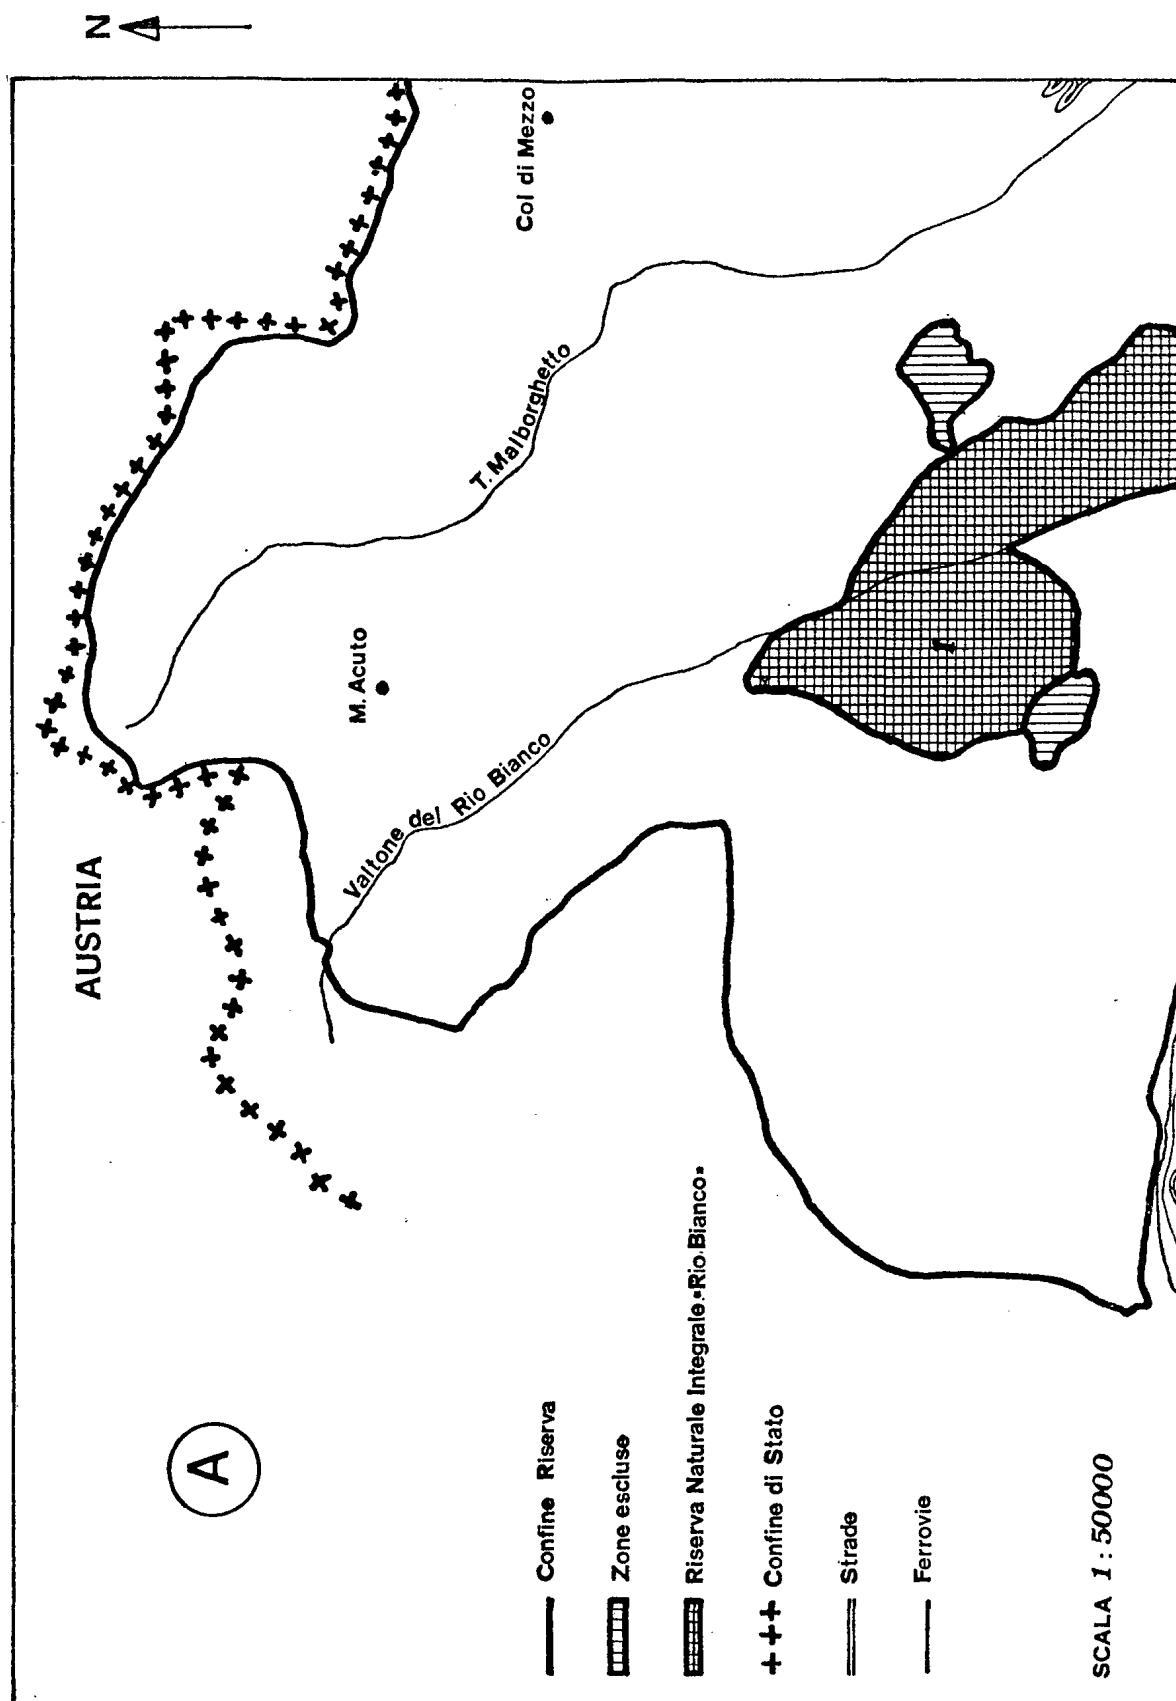 N
AUSTRIA
Col di Mezzo
T. Malborghetto
M. Acuto
Valtone del Rio Bianco
1
A
Confine Riserva
Zone escluse
Riserva Naturale Integrale «Rio Bianco»
+++ Confine di Stato
Strade
Ferrovie
SCALA 1:50000